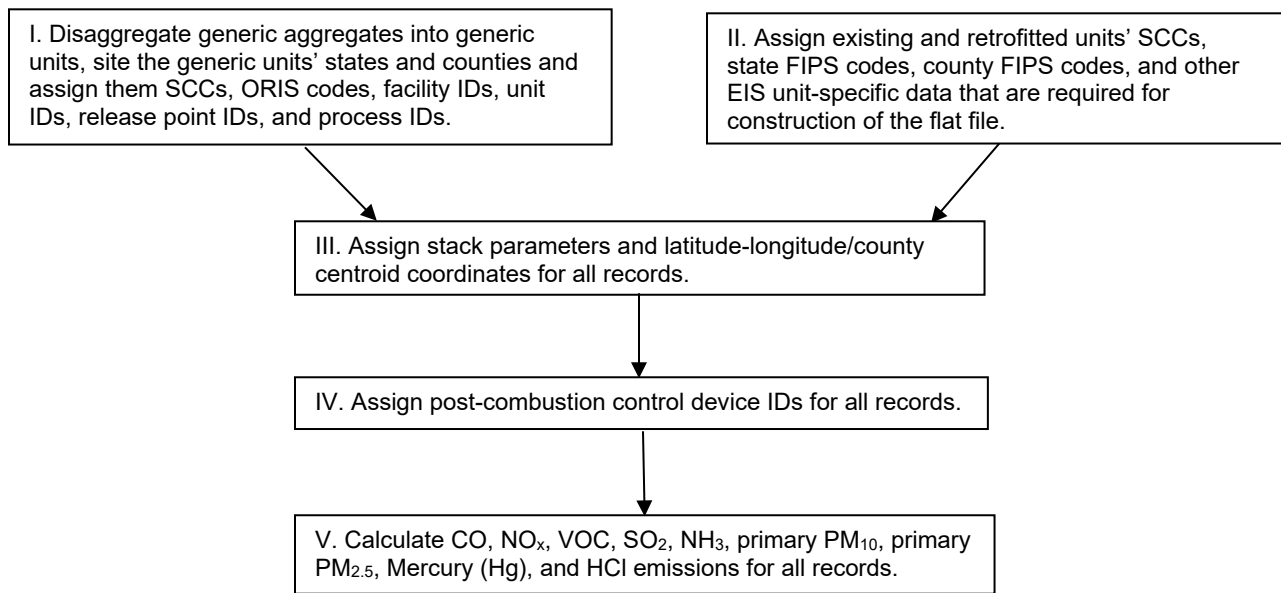 I. Disaggregate generic aggregates into generic
units, site the generic units’ states and counties and
assign them SCCs, ORIS codes, facility IDs, unit
IDs, release point IDs, and process IDs.
II. Assign existing and retrofitted units’ SCCs,
state FIPS codes, county FIPS codes, and other
EIS unit-specific data that are required for
construction of the flat file.
III. Assign stack parameters and latitude-longitude/county
centroid coordinates for all records.
IV. Assign post-combustion control device IDs for all records.
V. Calculate CO, NOₓ, VOC, SO₂, NH₃, primary PM₁₀, primary
PM₂.₅, Mercury (Hg), and HCl emissions for all records.